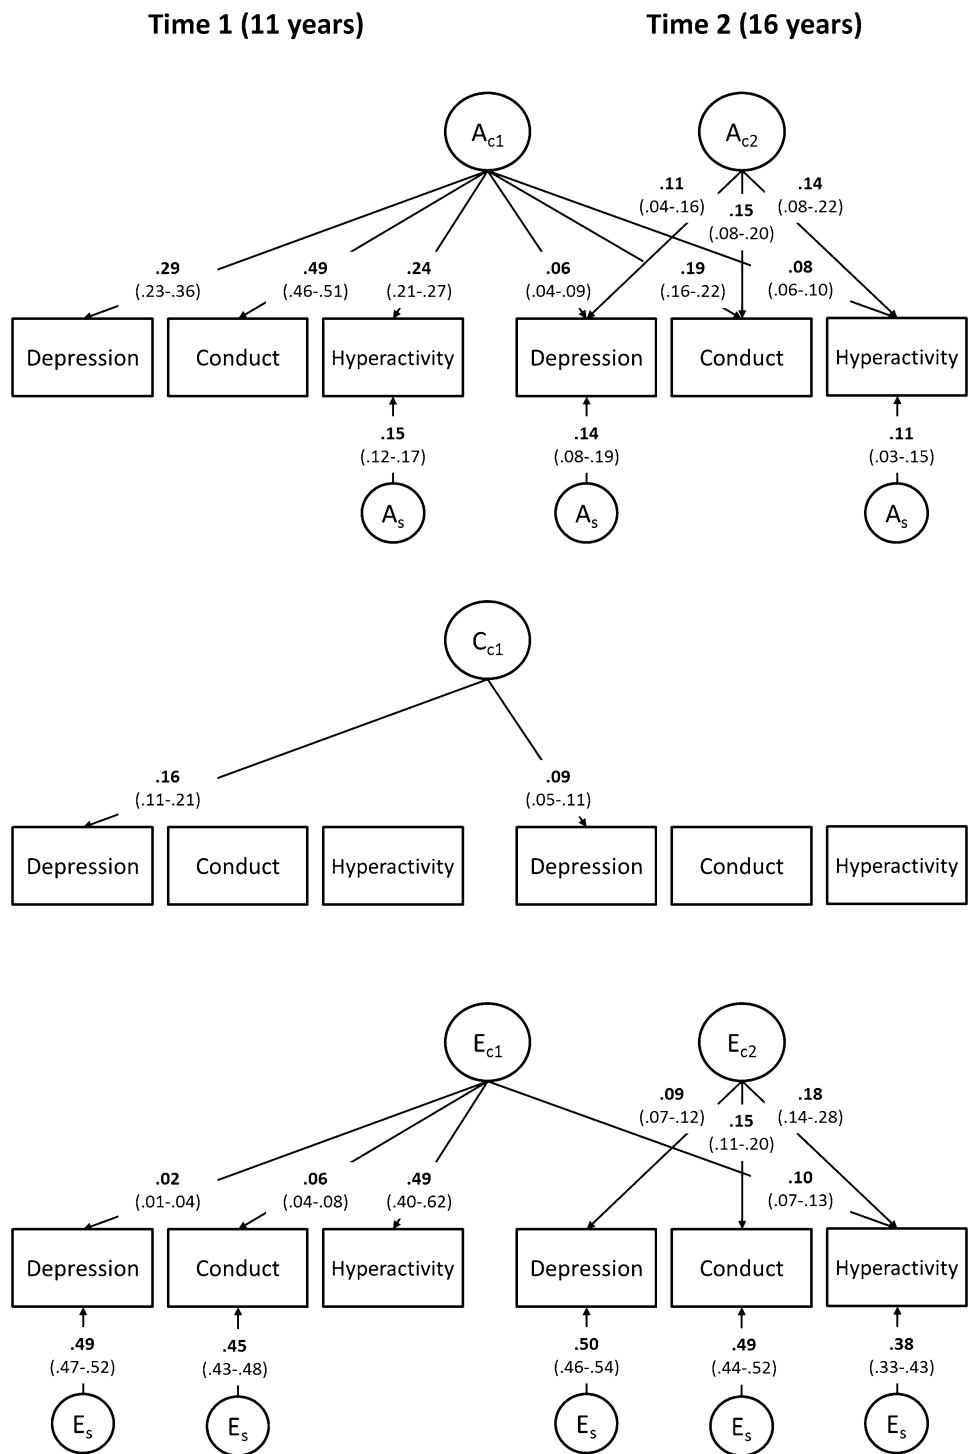 Time 1 (11 years) Time 2 (16 years)
Ac1 Ac2
.11 .14
(.04-.16) .15 (.08-.22)
(.08-.20)
.29 .49 .24 .06 .19 .08
(.23-.36) (.46-.51) (.21-.27) (.04-.09) (.16-.22) (.06-.10)
Depression Conduct Hyperactivity Depression Conduct Hyperactivity
.15 .14 .11
(.12-.17) (.08-.19) (.03-.15)
As As As
Cc1
.16 .09
(.11-.21) (.05-.11)
Depression Conduct Hyperactivity Depression Conduct Hyperactivity
Ec1 Ec2
.09 .18
(.07-.12) .15 (.14-.28)
(.11-.20)
.02 .06 .49 .10
(.01-.04) (.04-.08) (.40-.62) (.07-.13)
Depression Conduct Hyperactivity Depression Conduct Hyperactivity
.49 .45 .50 .49 .38
(.47-.52) (.43-.48) (.46-.54) (.44-.52) (.33-.43)
Es Es Es Es Es